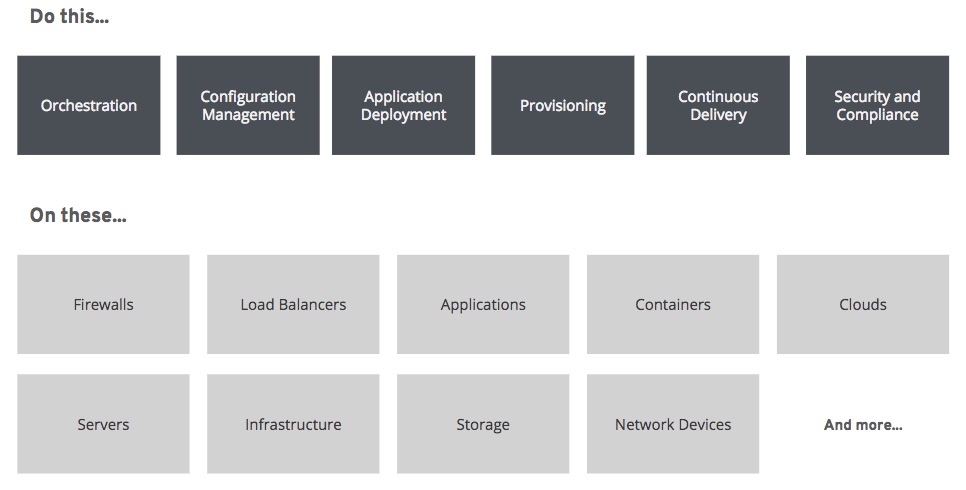 Do this...
Orchestration
Configuration
Management
Application
Deployment
Provisioning
Continuous
Delivery
Security and
Compliance
On these...
Firewalls
Load Balancers
Applications
Containers
Clouds
Servers
Infrastructure
Storage
Network Devices
And more...